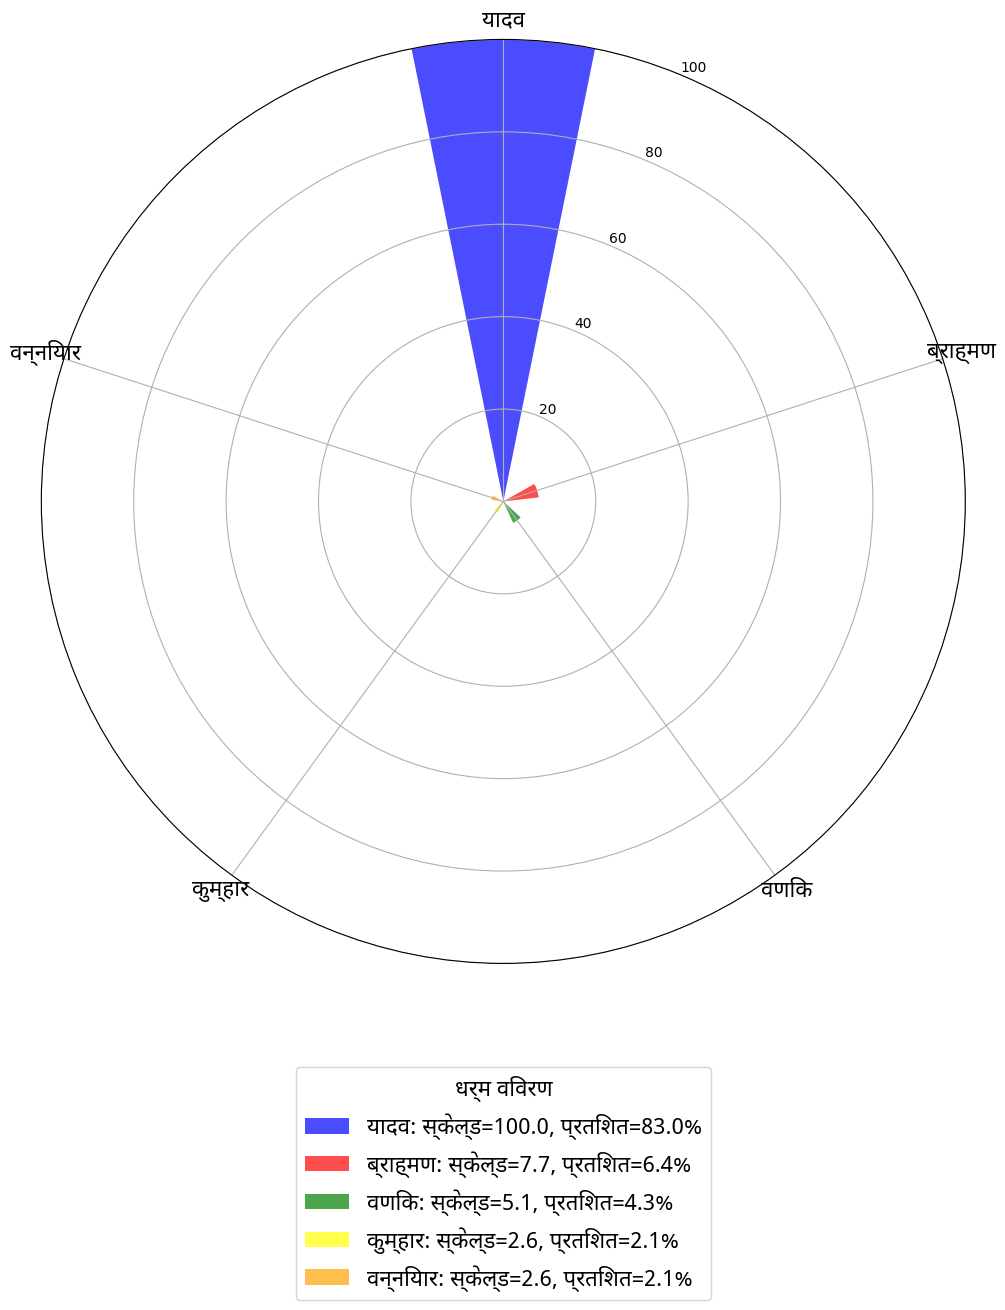 यादव
100
80
60
40
20
वन्नियार
ब्राह्मण
कुम्हार
वणिक
धर्म विवरण
यादव: स्केल्ड=100.0, प्रतिशत=83.0%
ब्राह्मण: स्केल्ड=7.7, प्रतिशत=6.4%
वणिक: स्केल्ड=5.1, प्रतिशत=4.3%
कुम्हार: स्केल्ड=2.6, प्रतिशत=2.1%
वन्नियार: स्केल्ड=2.6, प्रतिशत=2.1%